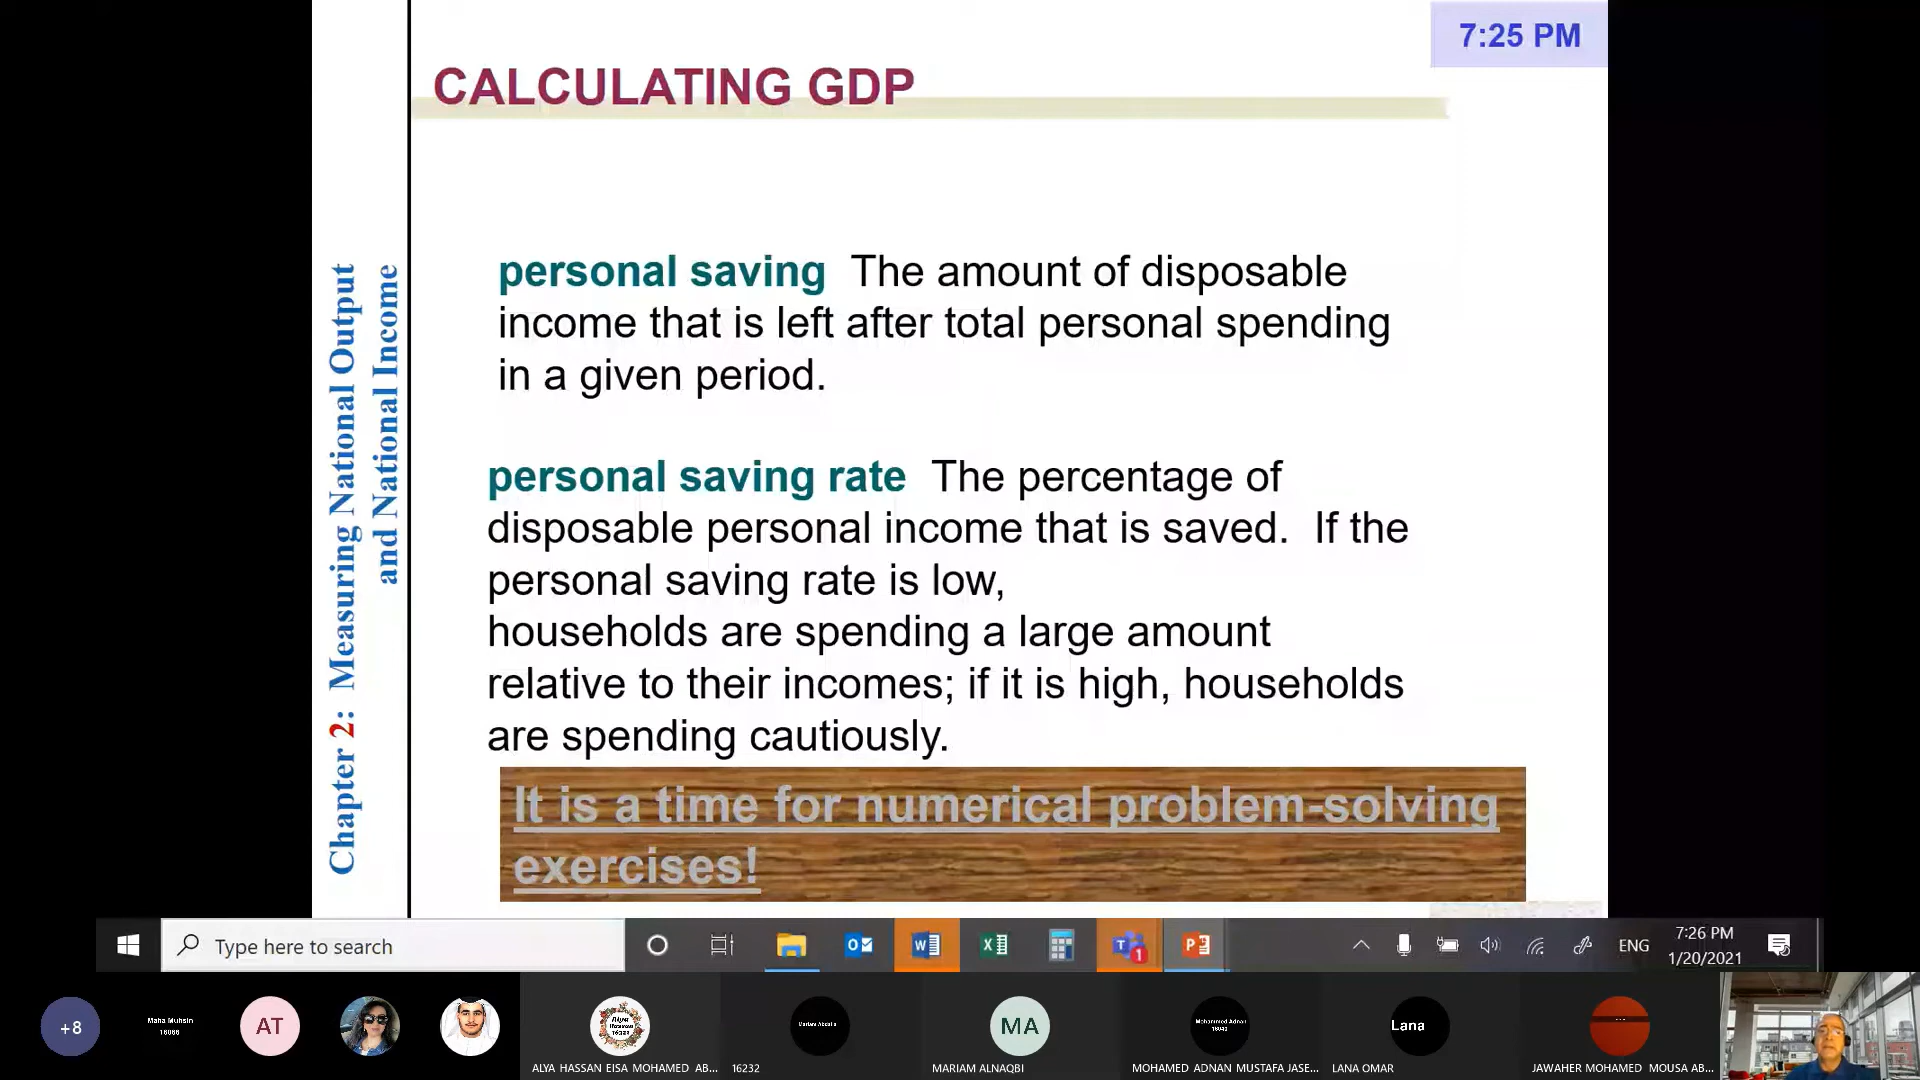 7:25 PM
CALCULATING GDP
Chapter 2: Measuring National Output
and National Income
personal saving The amount of disposable
income that is left after total personal spending
in a given period.
personal saving rate The percentage of
disposable personal income that is saved. If the
personal saving rate is low,
households are spending a large amount
relative to their incomes; if it is high, households
are spending cautiously.
It is a time for numerical problem-solving
exercises!
Type here to search
1
ENG
7:26 PM
1/20/2021
+8
Maha Muhsin
16066
AT
16232
MA
Mohammed Adnan
Lana
ALYA HASSAN EISA MOHAMED AB...
16232
MARIAM ALNAQBI
MOHAMED ADNAN MUSTAFA JASE...
LANA OMAR
JAWAHER MOHAMED MOUSA AB...